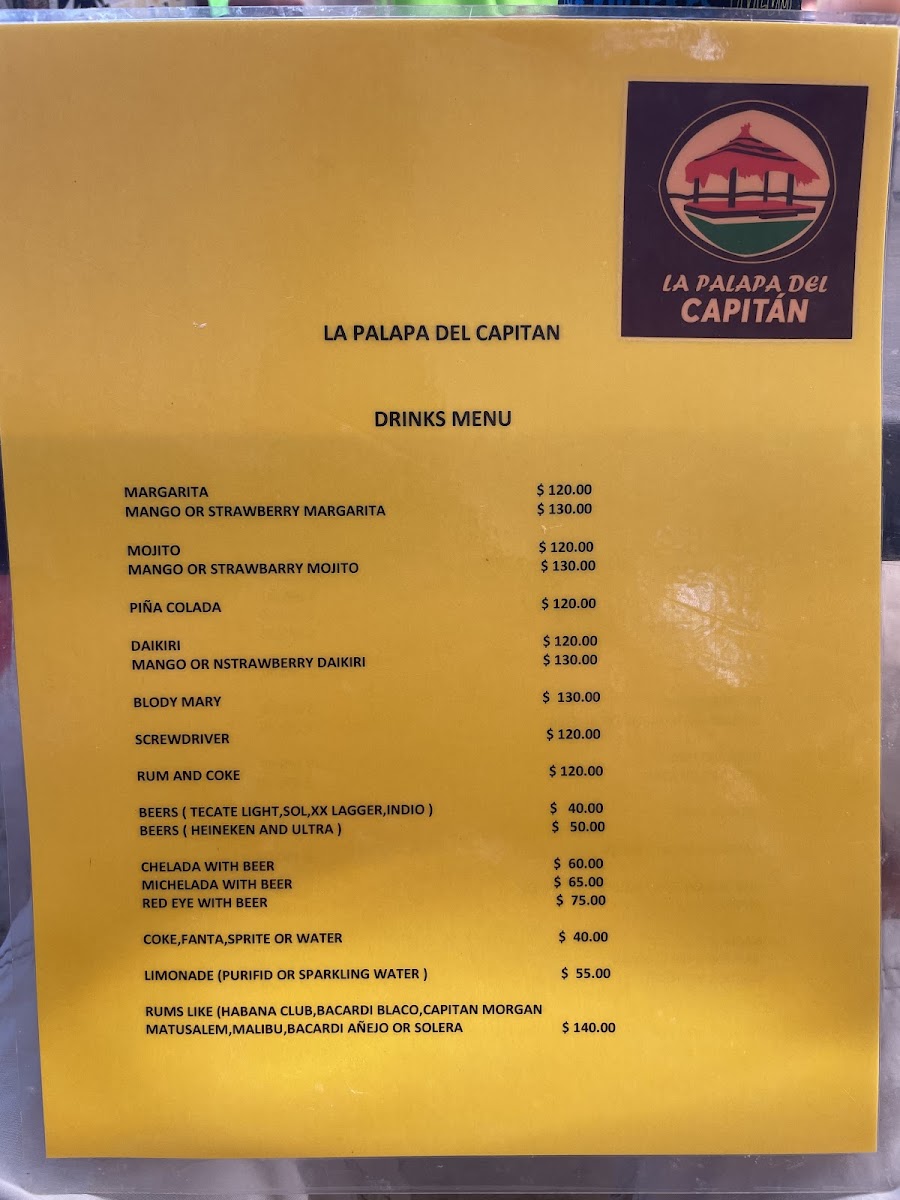 LA PALAPA DEL
CAPITÁN
LA PALAPA DEL CAPITAN
DRINKS MENU
MARGARITA $ 120.00
MANGO OR STRAWBERRY MARGARITA $ 130.00
MOJITO $ 120.00
MANGO OR STRAWBARRY MOJITO $ 130.00
PIÑA COLADA $ 120.00
DAIKIRI $ 120.00
MANGO OR NSTRAWBERRY DAIKIRI $ 130.00
BLODY MARY $ 130.00
SCREWDRIVER $ 120.00
RUM AND COKE $ 120.00
BEERS ( TECATE LIGHT,SOL,XX LAGGER,INDIO ) $ 40.00
BEERS ( HEINEKEN AND ULTRA ) $ 50.00
CHELADA WITH BEER $ 60.00
MICHELADA WITH BEER $ 65.00
RED EYE WITH BEER $ 75.00
COKE,FANTA,SPRITE OR WATER $ 40.00
LIMONADE (PURIFID OR SPARKLING WATER ) $ 55.00
RUMS LIKE (HABANA CLUB,BACARDI BLACO,CAPITAN MORGAN
MATUSALEM,MALIBU,BACARDI AÑEJO OR SOLERA $ 140.00